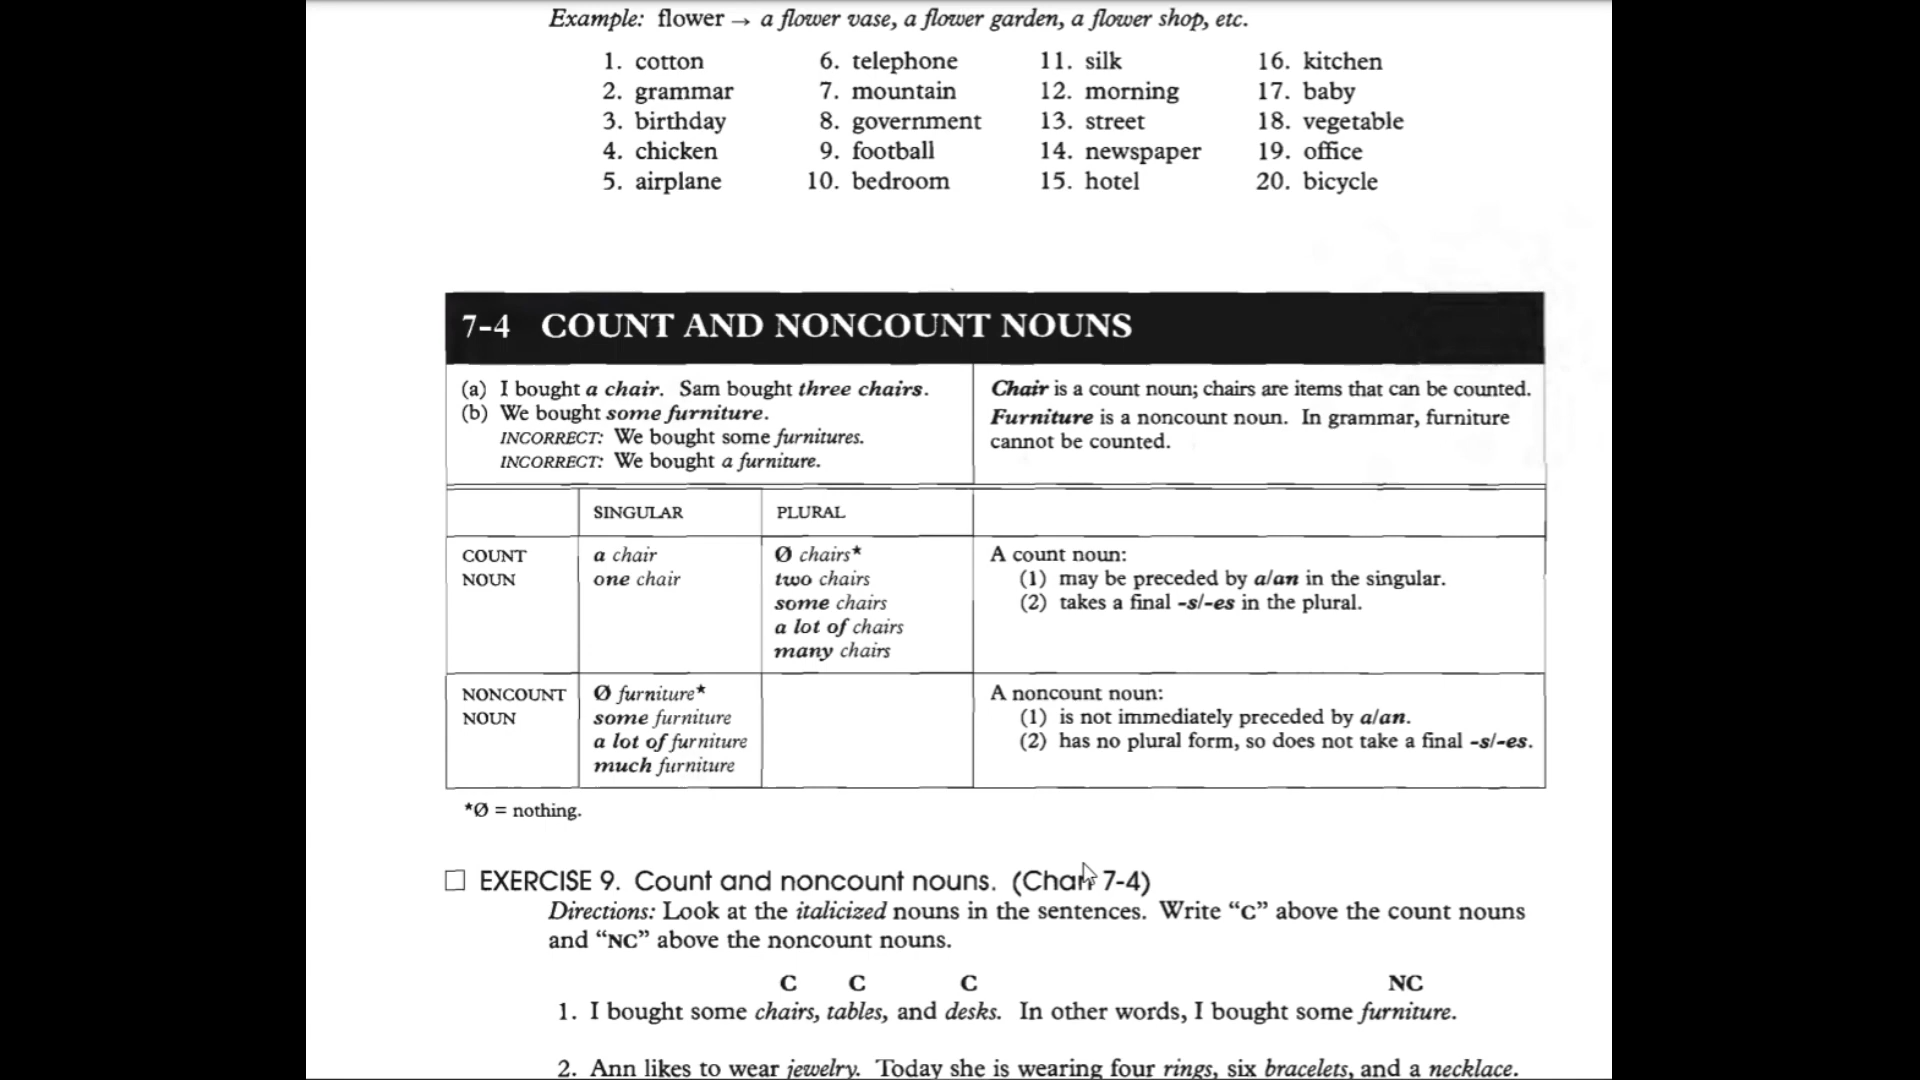 Example: flower → a flower vase, a flower garden, a flower shop, etc.
1. cotton 6. telephone 11. silk 16. kitchen
2. grammar 7. mountain 12. morning 17. baby
3. birthday 8. government 13. street 18. vegetable
4. chicken 9. football 14. newspaper 19. office
5. airplane 10. bedroom 15. hotel 20. bicycle
7-4 COUNT AND NONCOUNT NOUNS
(a) I bought a chair. Sam bought three chairs.
(b) We bought some furniture.
INCORRECT: We bought some furnitures.
INCORRECT: We bought a furniture.
Chair is a count noun; chairs are items that can be counted.
Furniture is a noncount noun. In grammar, furniture
cannot be counted.
SINGULAR PLURAL
COUNT
NOUN
a chair
one chair
Ø chairs*
two chairs
some chairs
a lot of chairs
many chairs
A count noun:
(1) may be preceded by a/an in the singular.
(2) takes a final -s/-es in the plural.
NONCOUNT
NOUN
Ø furniture*
some furniture
a lot of furniture
much furniture
A noncount noun:
(1) is not immediately preceded by a/an.
(2) has no plural form, so does not take a final -s/-es.
*Ø = nothing.
EXERCISE 9. Count and noncount nouns. (Chart 7-4)
Directions: Look at the italicized nouns in the sentences. Write “C” above the count nouns
and “NC” above the noncount nouns.
C C C NC
1. I bought some chairs, tables, and desks. In other words, I bought some furniture.
2. Ann likes to wear jewelry. Today she is wearing four rings, six bracelets, and a necklace.